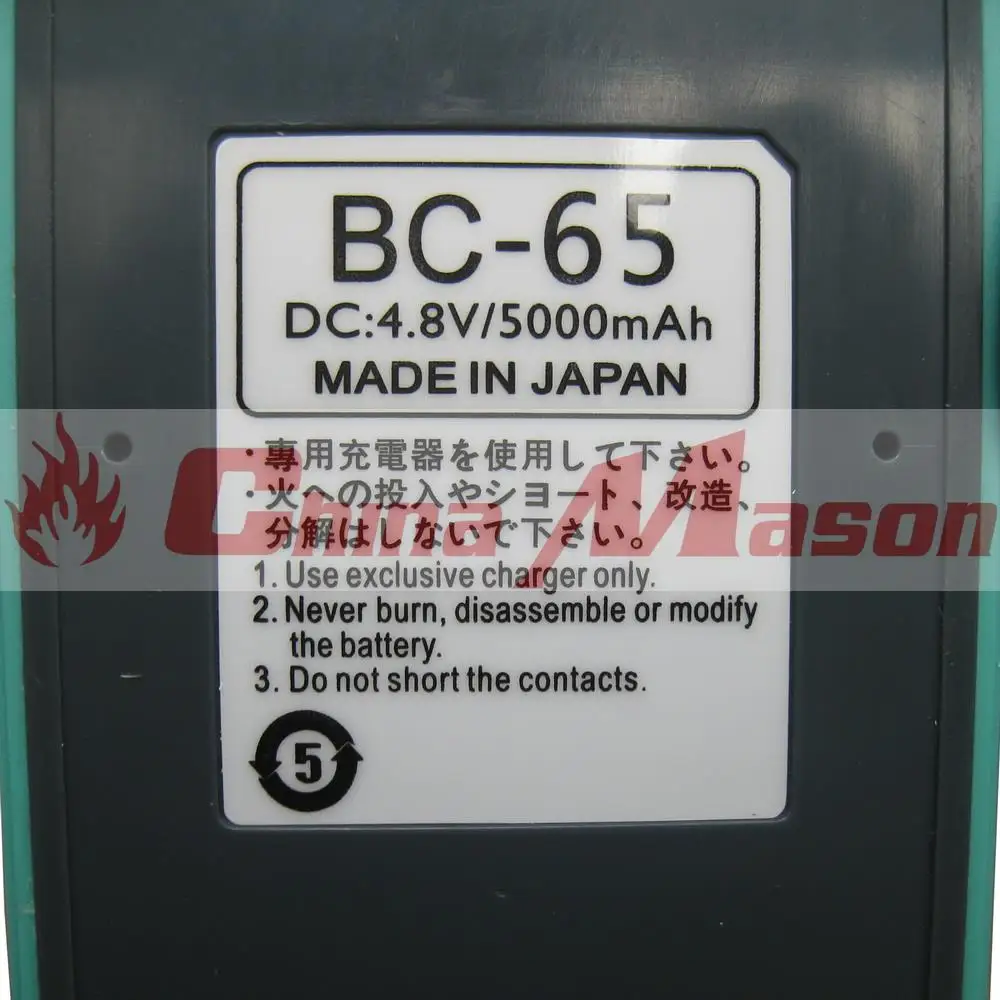 BC-65
DC:4.8V/5000mAh
MADE IN JAPAN
・專用充電器を使用して下さい。
・火への投入やショート、改造、
分解はしないで下さい。
China Mason
1. Use exclusive charger only.
2. Never burn, disassemble or modify
the battery.
3. Do not short the contacts.
5